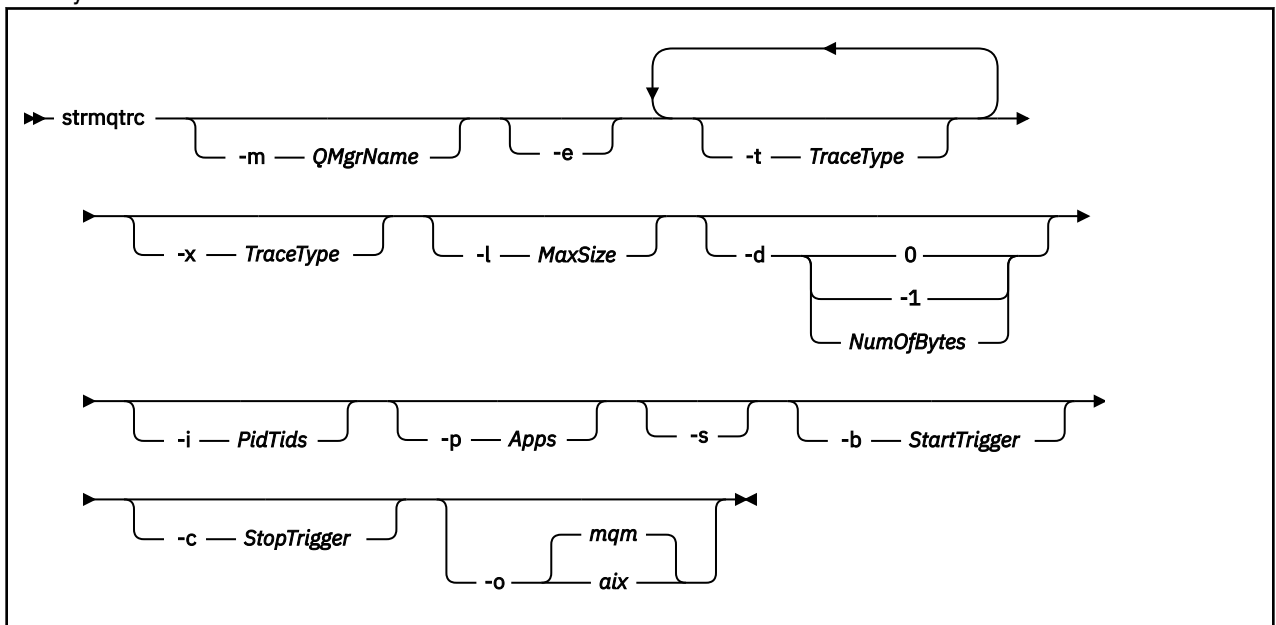 strmqtrc -m QMgrName -e -t TraceType
-x TraceType -l MaxSize -d 0
-1
NumOfBytes
-i PidTids -p Apps -s -b StartTrigger
-c StopTrigger mqm
-o aix